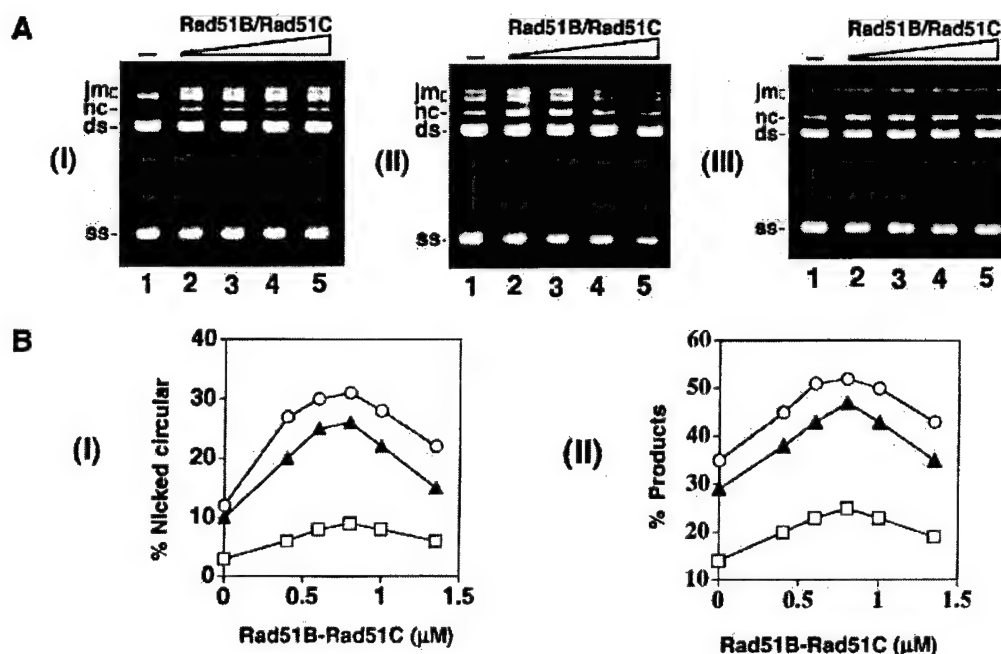 A
Rad51B/Rad51C
Rad51B/Rad51C
Rad51B/Rad51C
–
–
–
(I)
jm
nc-
ds-
ss-
1 2 3 4 5
(II)
jm
nc-
ds-
ss-
1 2 3 4 5
(III)
jm
nc-
ds-
ss-
1 2 3 4 5
B
(I)
% Nicked circular
40
30
20
10
0
0 0.5 1 1.5
Rad51B-Rad51C (μM)
(II)
% Products
60
50
40
30
20
10
0 0.5 1 1.5
Rad51B-Rad51C (μM)